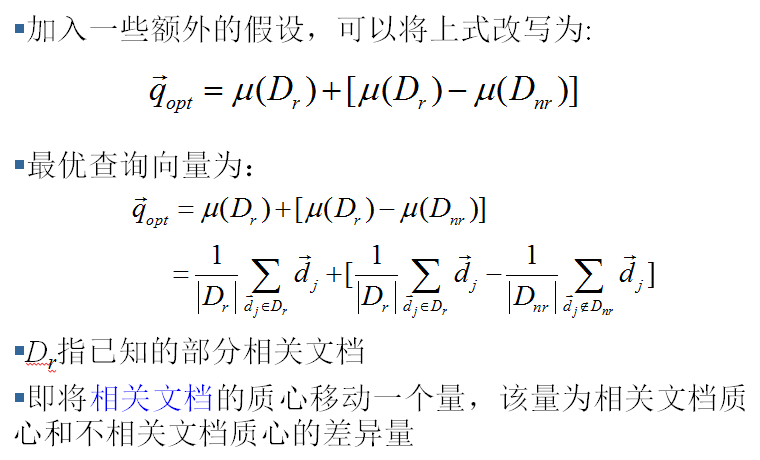 ▪加入一些额外的假设，可以将上式改写为:
$\vec{q}_{opt} = \mu(D_r) + [\mu(D_r) - \mu(D_{nr})]$
▪最优查询向量为：
$\vec{q}_{opt} = \mu(D_r) + [\mu(D_r) - \mu(D_{nr})]$
$= \frac{1}{|D_r|} \sum_{\vec{d}_j \in D_r} \vec{d}_j + [\frac{1}{|D_r|} \sum_{\vec{d}_j \in D_r} \vec{d}_j - \frac{1}{|D_{nr}|} \sum_{\vec{d}_j \notin D_{nr}} \vec{d}_j]$
▪$D_r$指已知的部分相关文档
▪即将相关文档的质心移动一个量，该量为相关文档质
心和不相关文档质心的差异量